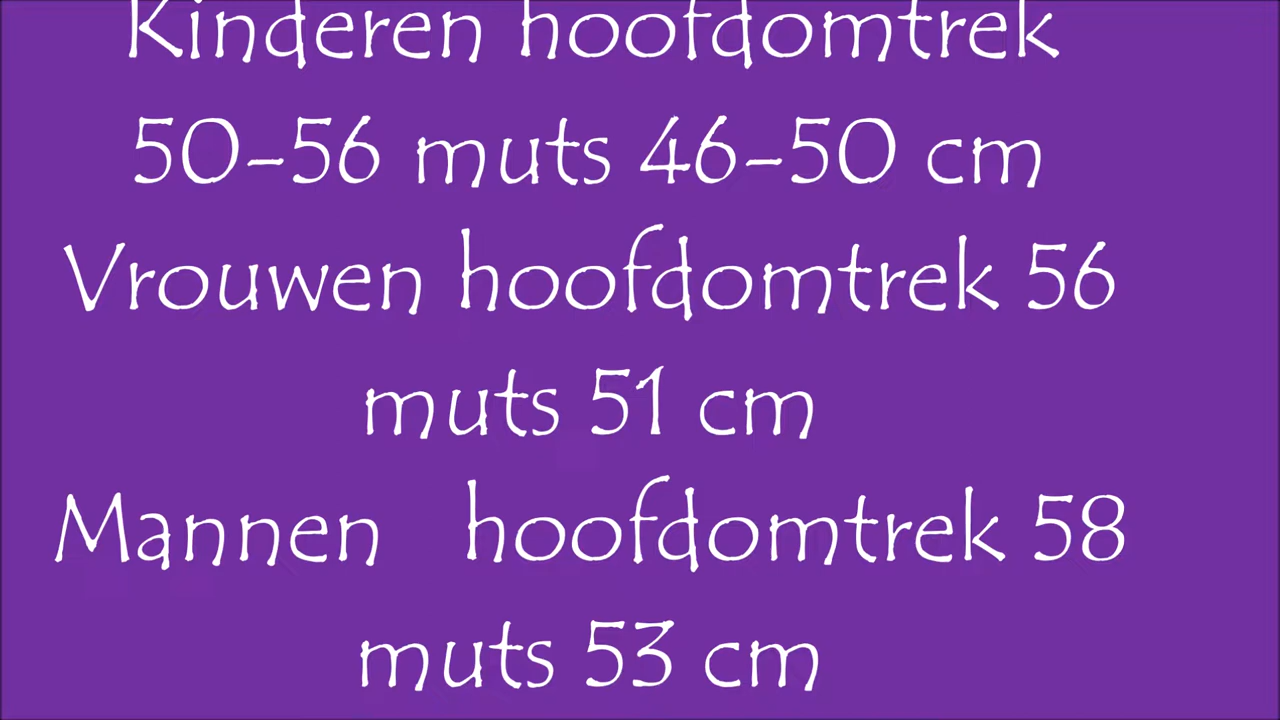 Kinderen hoofdomtrek
50-56 muts 46-50 cm
Vrouwen hoofdomtrek 56
muts 51 cm
Mannen hoofdomtrek 58
muts 53 cm